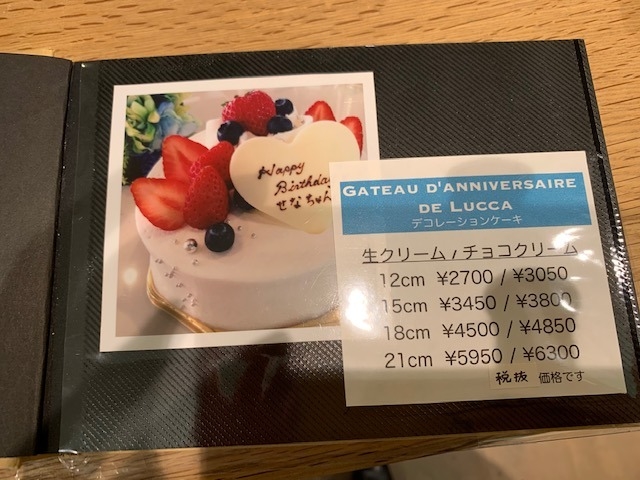 Happy
Birthday
せなちゃん
GATEAU D'ANNIVERSAIRE
DE LUCCA
デコレーションケーキ
生クリーム / チョコクリーム
12cm ¥2700 / ¥3050
15cm ¥3450 / ¥3800
18cm ¥4500 / ¥4850
21cm ¥5950 / ¥6300
税抜 価格です